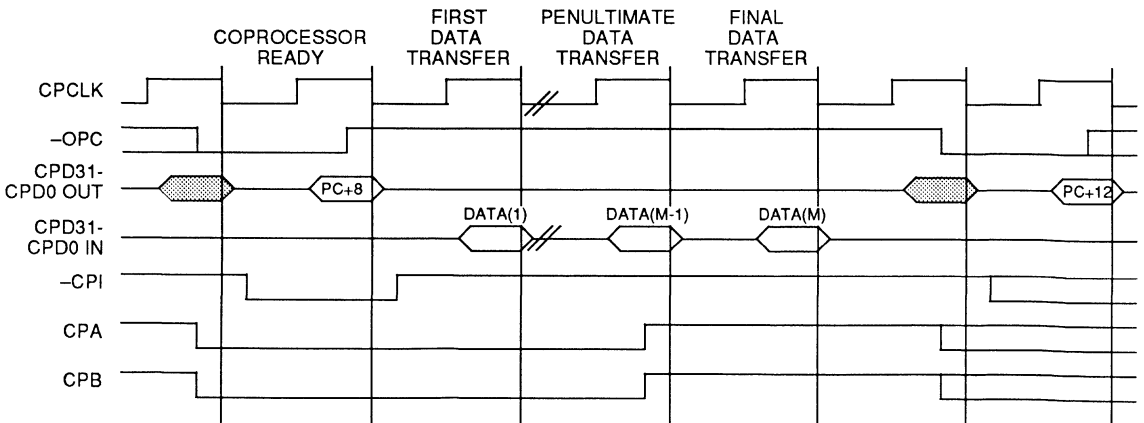 COPROCESSOR
READY
FIRST
DATA
TRANSFER
PENULTIMATE
DATA
TRANSFER
FINAL
DATA
TRANSFER
CPCLK
–OPC
CPD31-
CPD0 OUT
PC+8
PC+12
CPD31-
CPD0 IN
DATA(1)
DATA(M-1)
DATA(M)
–CPI
CPA
CPB